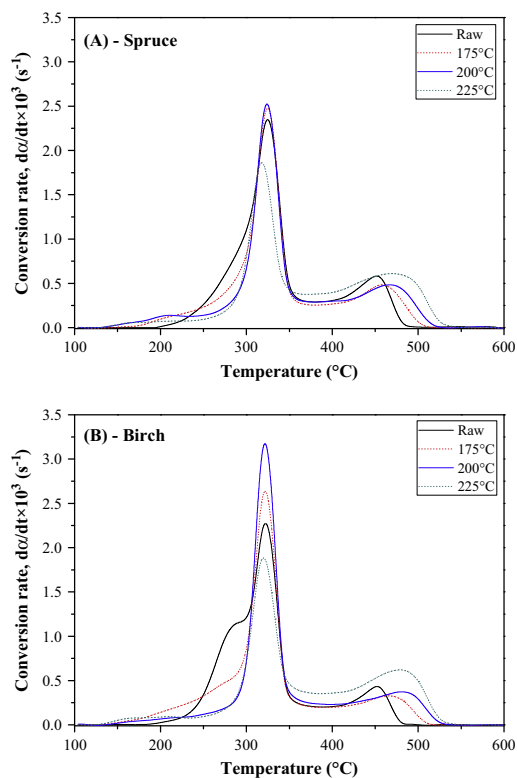 (A) - Spruce
Raw
175°C
200°C
225°C
Conversion rate, dα/dt×10³ (s⁻¹)
3.5
3.0
2.5
2.0
1.5
1.0
0.5
0.0
100 200 300 400 500 600
Temperature (°C)
(B) - Birch
Raw
175°C
200°C
225°C
Conversion rate, dα/dt×10³ (s⁻¹)
3.5
3.0
2.5
2.0
1.5
1.0
0.5
0.0
100 200 300 400 500 600
Temperature (°C)